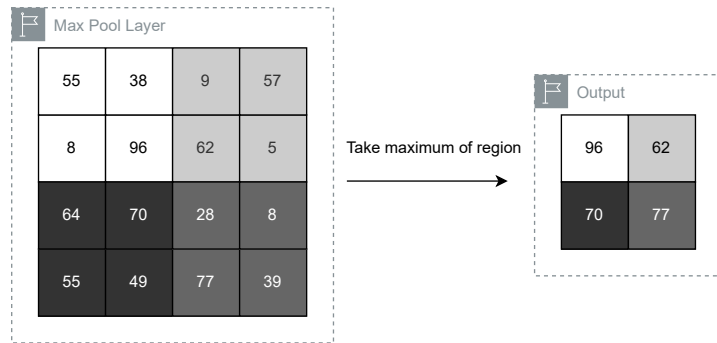 Max Pool Layer
55 38 9 57
8 96 62 5
64 70 28 8
55 49 77 39
Take maximum of region
Output
96 62
70 77